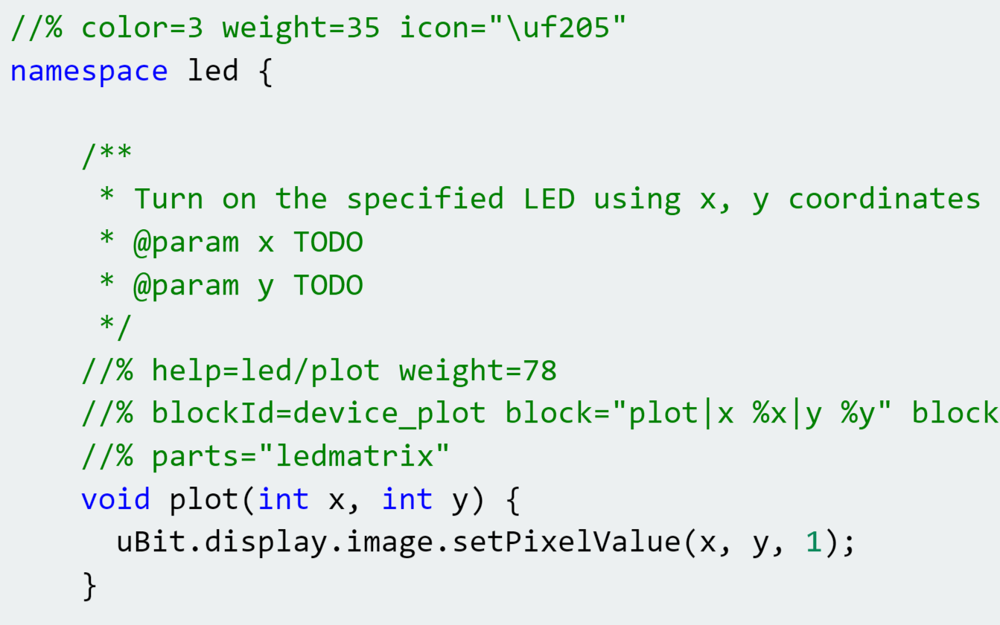 //% color=3 weight=35 icon="\uf205"
namespace led {
/**
* Turn on the specified LED using x, y coordinates
* @param x TODO
* @param y TODO
*/
//% help=led/plot weight=78
//% blockId=device_plot block="plot|x %x|y %y" block
//% parts="ledmatrix"
void plot(int x, int y) {
uBit.display.image.setPixelValue(x, y, 1);
}